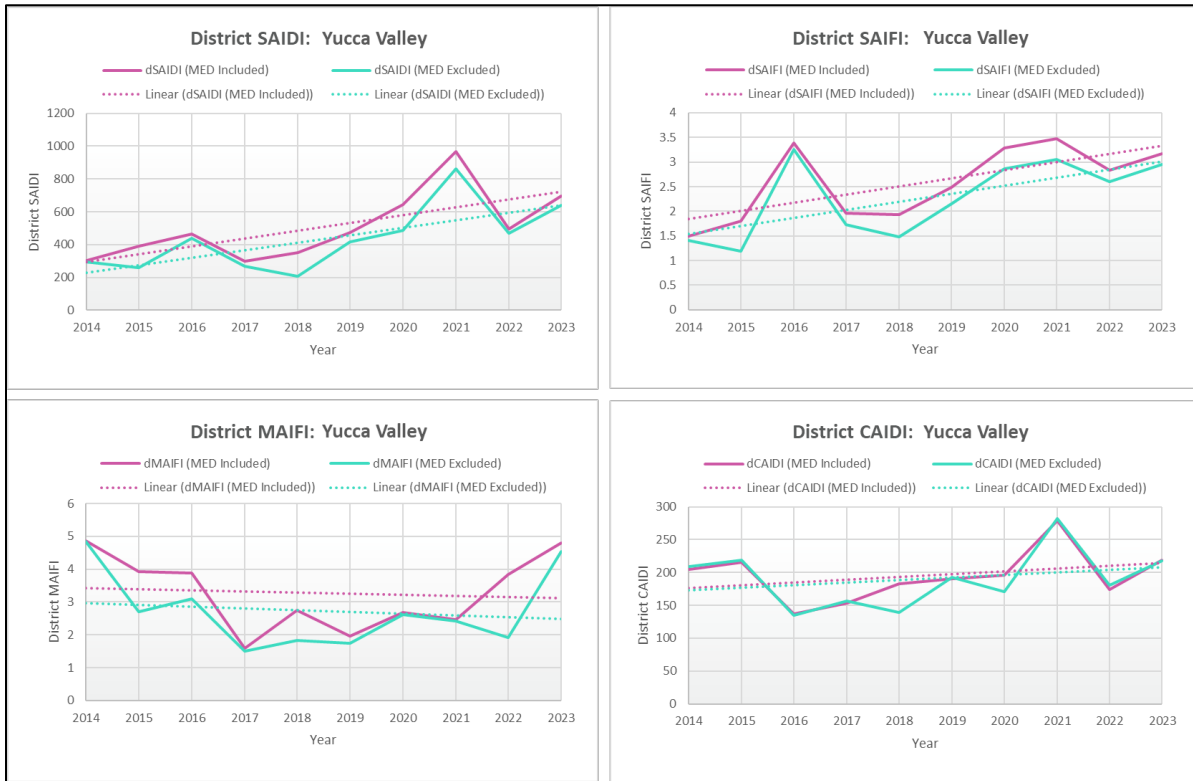 District SAIDI:  Yucca Valley
dSAIDI (MED Included)
dSAIDI (MED Excluded)
Linear (dSAIDI (MED Included))
Linear (dSAIDI (MED Excluded))
District SAIDI
1200
1000
800
600
400
200
0
2014 2015 2016 2017 2018 2019 2020 2021 2022 2023
Year
District SAIFI:  Yucca Valley
dSAIFI (MED Included)
dSAIFI (MED Excluded)
Linear (dSAIFI (MED Included))
Linear (dSAIFI (MED Excluded))
District SAIFI
4
3.5
3
2.5
2
1.5
1
0.5
0
2014 2015 2016 2017 2018 2019 2020 2021 2022 2023
Year
District MAIFI:  Yucca Valley
dMAIFI (MED Included)
dMAIFI (MED Excluded)
Linear (dMAIFI (MED Included))
Linear (dMAIFI (MED Excluded))
District MAIFI
6
5
4
3
2
1
0
2014 2015 2016 2017 2018 2019 2020 2021 2022 2023
Year
District CAIDI:  Yucca Valley
dCAIDI (MED Included)
dCAIDI (MED Excluded)
Linear (dCAIDI (MED Included))
Linear (dCAIDI (MED Excluded))
District CAIDI
300
250
200
150
100
50
0
2014 2015 2016 2017 2018 2019 2020 2021 2022 2023
Year